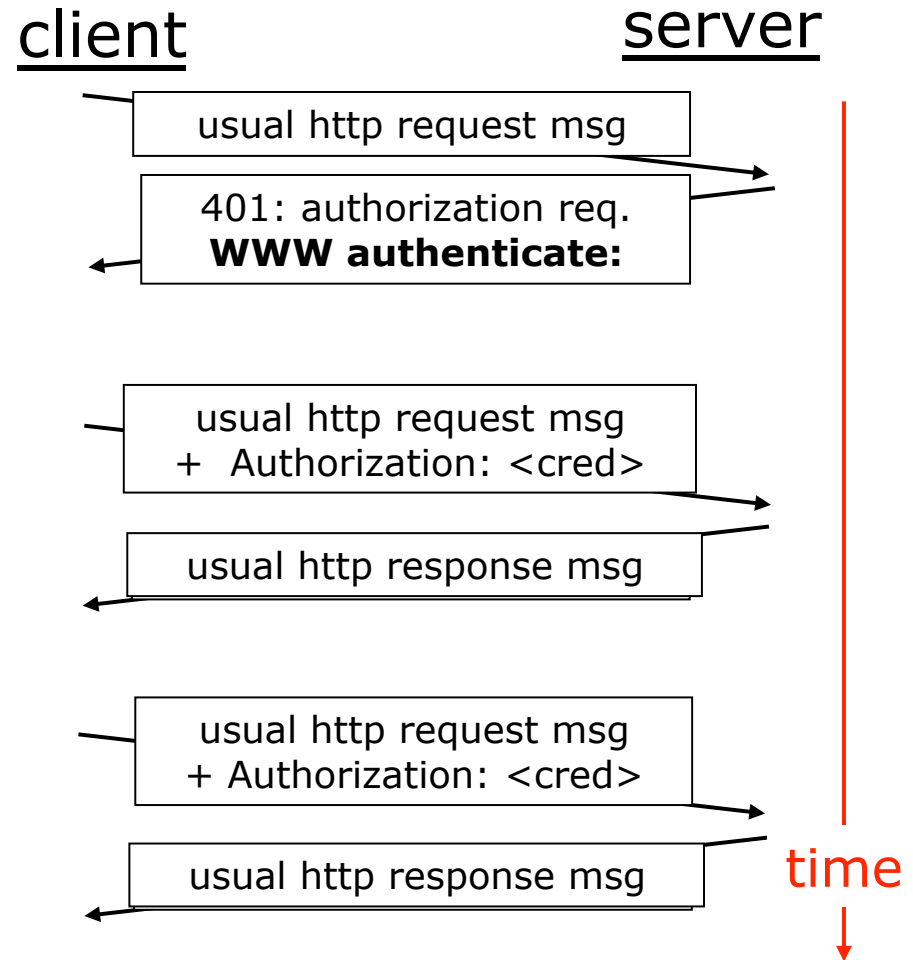 client
server
usual http request msg
401: authorization req.
WWW authenticate:
usual http request msg
+ Authorization: <cred>
usual http response msg
usual http request msg
+ Authorization: <cred>
usual http response msg
time